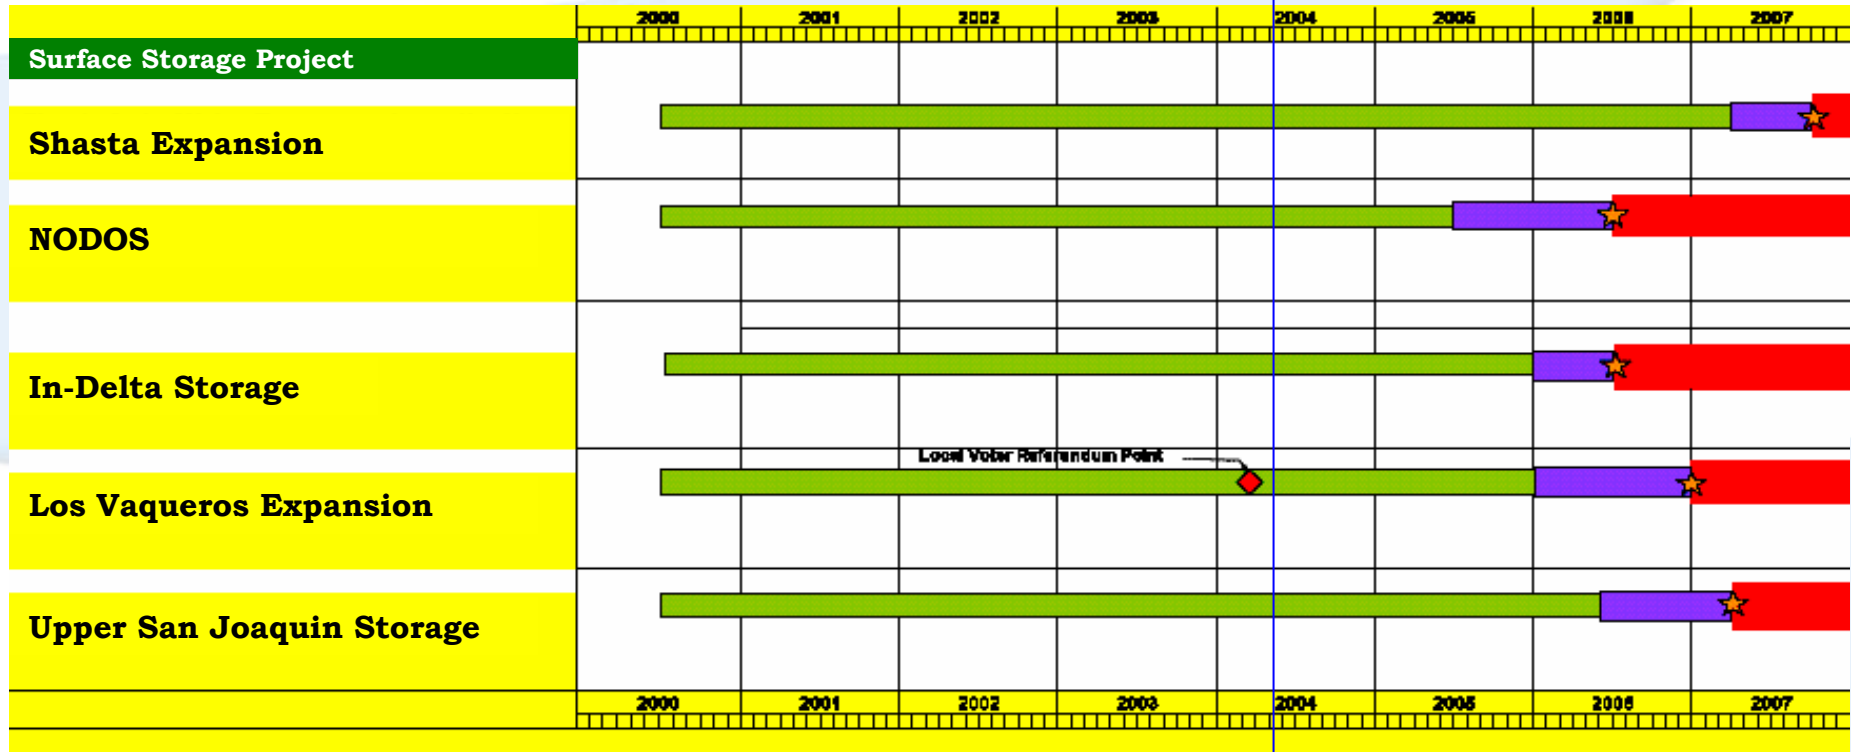 2000 2001 2002 2003 2004 2005 2006 2007
Surface Storage Project
Shasta Expansion
NODOS
In-Delta Storage
Local Voter Referendum Point
Los Vaqueros Expansion
Upper San Joaquin Storage
2000 2001 2002 2003 2004 2005 2006 2007